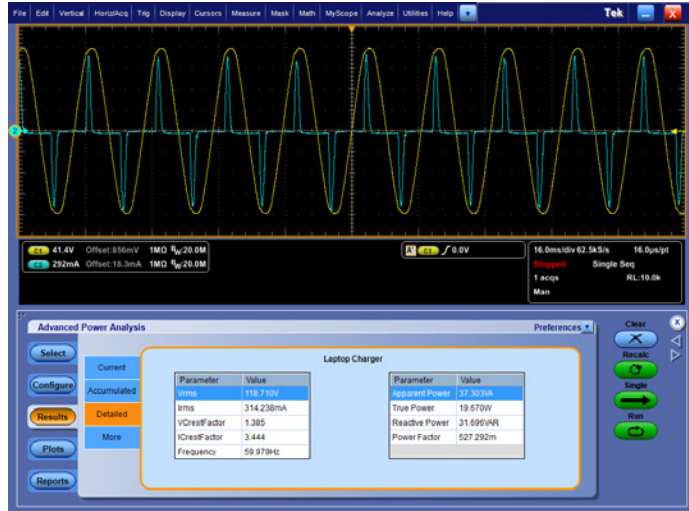 File Edit Vertical Horiz/Acq Trig Display Cursors Measure Mask Math MyScope Analyze Utilities Help Tek
2
C1 41.4V Offset:856mV 1MΩ BW:20.0M
C2 292mA Offset:18.3mA 1MΩ BW:20.0M
A' C1 0.0V
16.0ms/div 62.5kS/s 16.0µs/pt
Stopped Single Seq
1 acqs RL:10.0k
Man
Advanced Power Analysis
Preferences
Clear
Select
Configure
Results
Plots
Reports
Current
Accumulated
Detailed
More
Laptop Charger
Parameter Value
Vrms 118.710V
Irms 314.238mA
VCrestFactor 1.385
ICrestFactor 3.444
Frequency 59.979Hz
Parameter Value
Apparent Power 37.303VA
True Power 19.670W
Reactive Power 31.696VAR
Power Factor 527.292m
Recalc
Single
Run